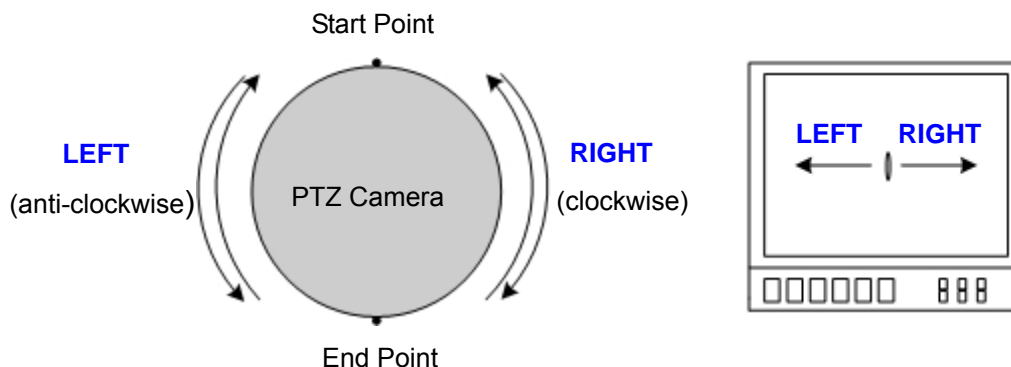 Start Point
LEFT
(anti-clockwise)
PTZ Camera
RIGHT
(clockwise)
LEFT
RIGHT
End Point